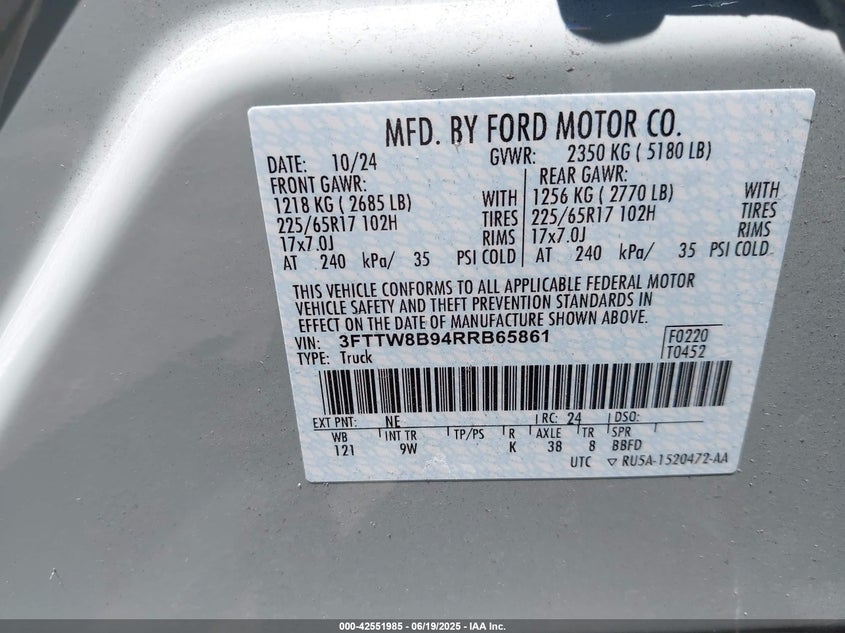 MFD. BY FORD MOTOR CO.
DATE: 10/24 GVWR: 2350 KG ( 5180 LB)
FRONT GAWR: REAR GAWR:
1218 KG ( 2685 LB) WITH 1256 KG ( 2770 LB) WITH
225/65R17 102H TIRES 225/65R17 102H TIRES
17x7.0J RIMS 17x7.0J RIMS
AT 240 kPa/ 35 PSI COLD AT 240 kPa/ 35 PSI COLD
THIS VEHICLE CONFORMS TO ALL APPLICABLE FEDERAL MOTOR
VEHICLE SAFETY AND THEFT PREVENTION STANDARDS IN
EFFECT ON THE DATE OF MANUFACTURE SHOWN ABOVE.
VIN: 3FTTW8B94RRB65861 F0220
TYPE: Truck T0452
EXT PNT: NE RC: 24 DSO:
WB INT TR TP/PS R AXLE TR SPR
121 9W K 38 8 BBFD
UTC ▽ RU5A-1520472-AA
000-42551985 / 06/19/2025 - IAA Inc.